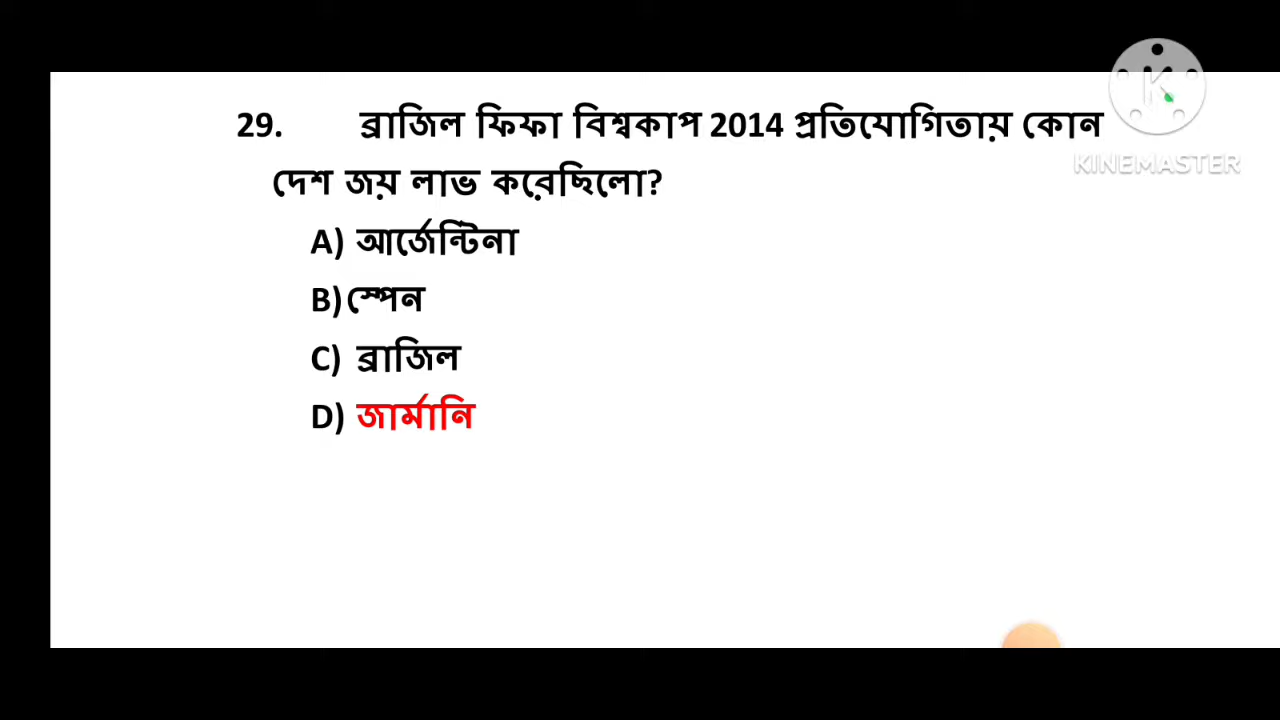 29. ব্রাজিল ফিফা বিশ্বকাপ 2014 প্রতিযোগিতায় কোন
দেশ জয় লাভ করেছিলো?
A) আর্জেন্টিনা
B) স্পেন
C) ব্রাজিল
D) জার্মানি
KINEMASTER